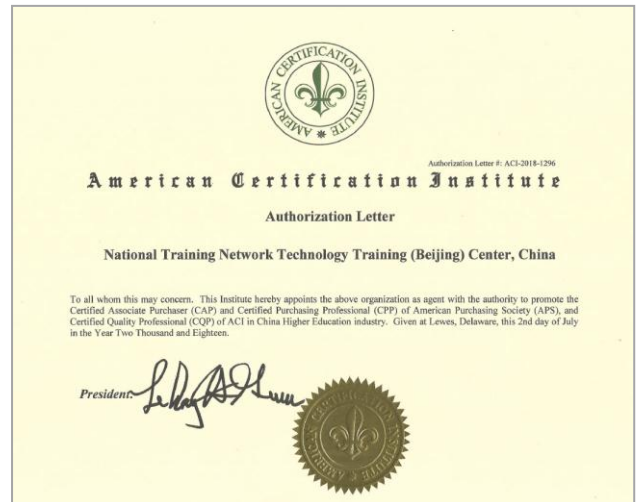 AMERICAN CERTIFICATION INSTITUTE
Authorization Letter #: ACI-2018-1296
American Certification Institute
Authorization Letter
National Training Network Technology Training (Beijing) Center, China
To all whom this may concern. This Institute hereby appoints the above organization as agent with the authority to promote the
Certified Associate Purchaser (CAP) and Certified Purchasing Professional (CPP) of American Purchasing Society (APS), and
Certified Quality Professional (CQP) of ACI in China Higher Education industry. Given at Lewes, Delaware, this 2nd day of July
in the Year Two Thousand and Eighteen.
President:
AMERICAN CERTIFICATION INSTITUTE